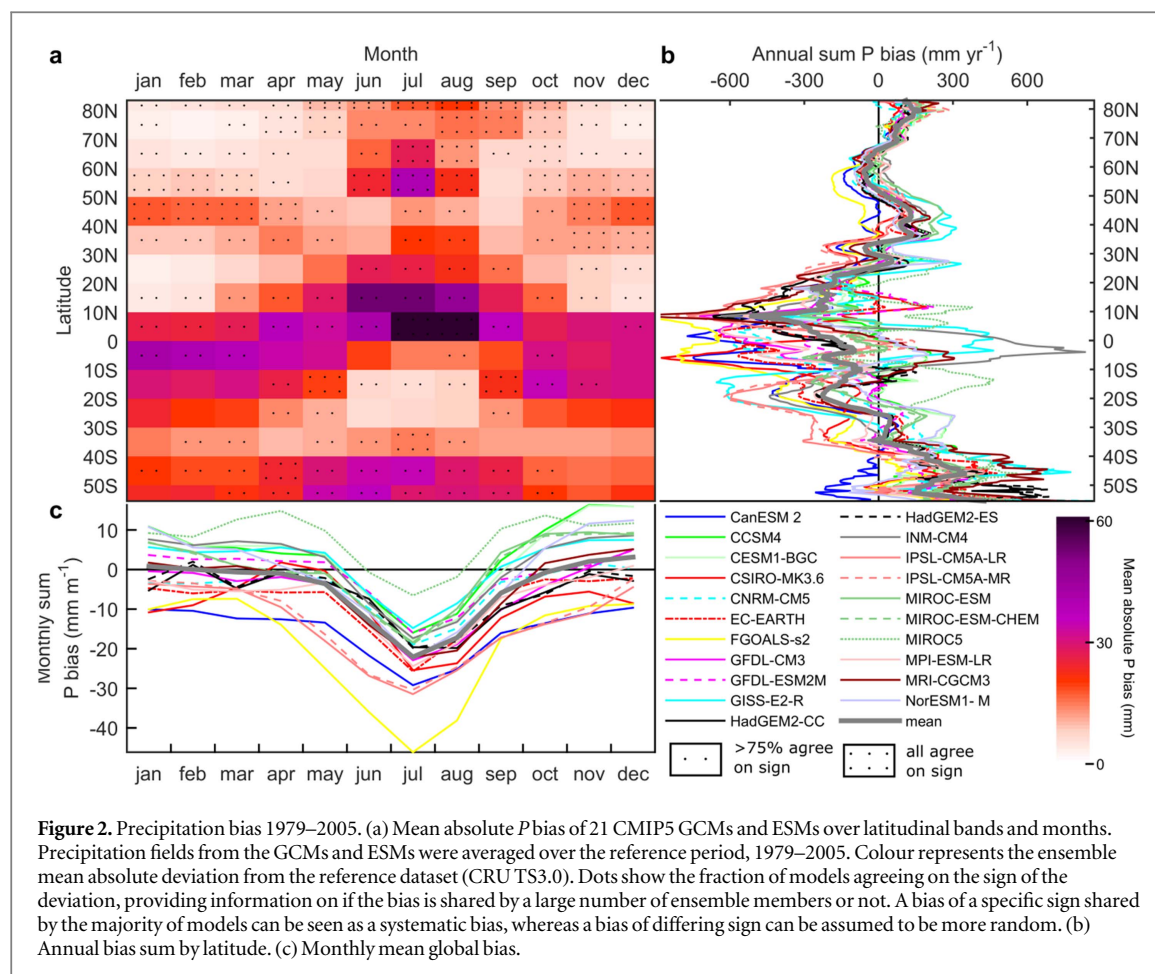 a
Month
jan feb mar apr may jun jul aug sep oct nov dec
Latitude
80N
70N
60N
50N
40N
30N
20N
10N
0
10S
20S
30S
40S
50S
b
Annual sum P bias (mm yr⁻¹)
-600 -300 0 300 600
80N
70N
60N
50N
40N
30N
20N
10N
0
10S
20S
30S
40S
50S
c
Monthly sum
P bias (mm m⁻¹)
10
0
-10
-20
-30
-40
jan feb mar apr may jun jul aug sep oct nov dec
CanESM 2
CCSM4
CESM1-BGC
CSIRO-MK3.6
CNRM-CM5
EC-EARTH
FGOALS-s2
GFDL-CM3
GFDL-ESM2M
GISS-E2-R
HadGEM2-CC
HadGEM2-ES
INM-CM4
IPSL-CM5A-LR
IPSL-CM5A-MR
MIROC-ESM
MIROC-ESM-CHEM
MIROC5
MPI-ESM-LR
MRI-CGCM3
NorESM1- M
mean
>75% agree
on sign
all agree
on sign
60
30
0
Mean absolute P bias (mm)
Figure 2. Precipitation bias 1979–2005. (a) Mean absolute P bias of 21 CMIP5 GCMs and ESMs over latitudinal bands and months.
Precipitation fields from the GCMs and ESMs were averaged over the reference period, 1979–2005. Colour represents the ensemble
mean absolute deviation from the reference dataset (CRU TS3.0). Dots show the fraction of models agreeing on the sign of the
deviation, providing information on if the bias is shared by a large number of ensemble members or not. A bias of a specific sign shared
by the majority of models can be seen as a systematic bias, whereas a bias of differing sign can be assumed to be more random. (b)
Annual bias sum by latitude. (c) Monthly mean global bias.